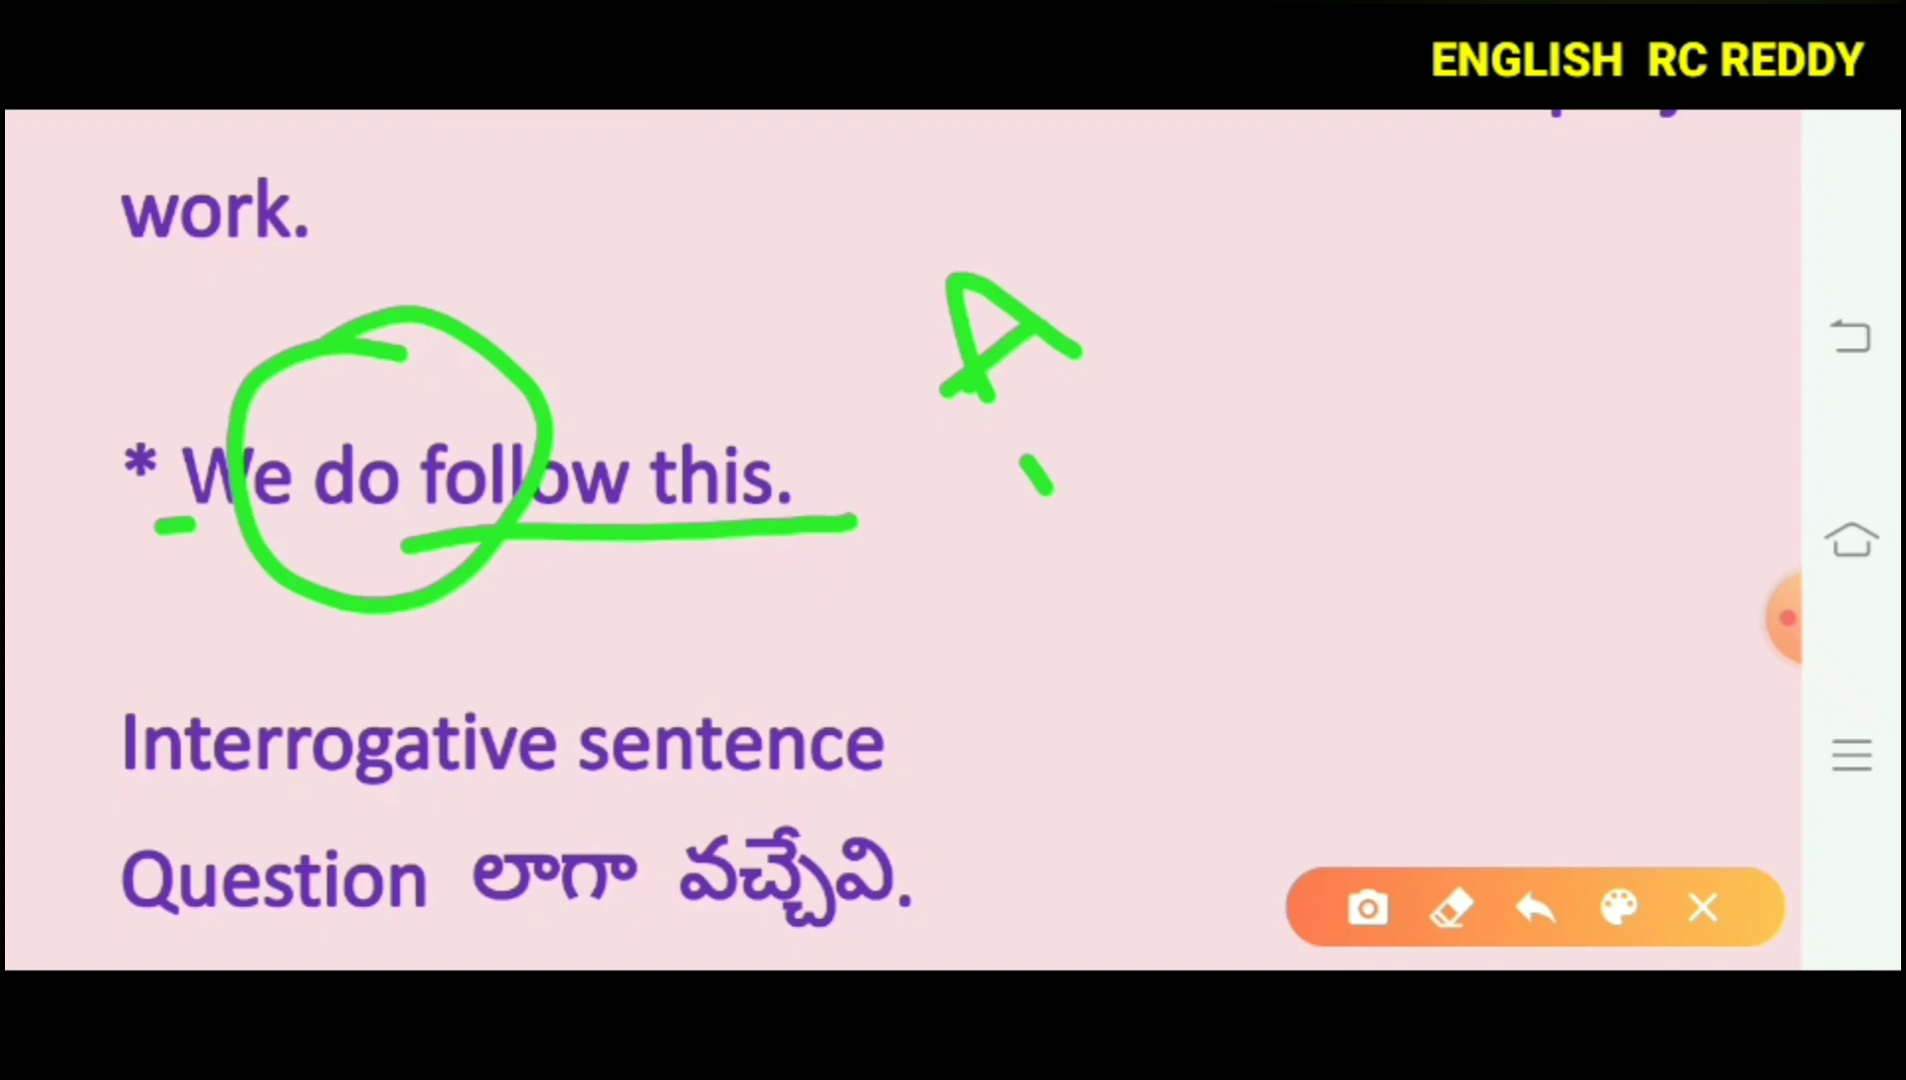 ENGLISH RC REDDY
work.
A
* We do follow this.
Interrogative sentence
Question లాగా వచ్చేవి.